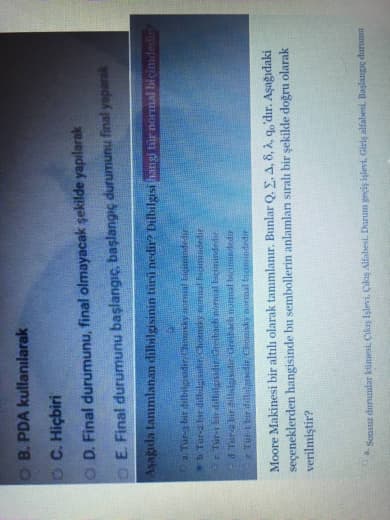 B. PDA kullanılarak
C. Hiçbiri
D. Final durumunu, final olmayacak şekilde yapılarak
E. Final durumunu başlangıç, başlangıç durumunu final yaparak
Aşağıda tanımlanan dilbilgisinin türü nedir? Dilbilgisi hangi tür normal biçimdedir?
a. Tür-2 bir dilbilgisidir. Chomsky normal biçimindedir
b. Tür-2 bir dilbilgisidir. normal biçimindedir
c. Tür-1 bir dilbilgisidir. Greibach normal biçimindedir
d. Tür-2 bir dilbilgisidir. Greibach normal biçimindedir
e. Tür-1 bir dilbilgisidir. Chomsky normal biçimindedir
Moore Makinesi bir altılı olarak tanımlanır. Bunlar Q, Σ, Δ, δ, λ, q₀'dır. Aşağıdaki
seçeneklerden hangisinde bu sembollerin anlamları sıralı bir şekilde doğru olarak
verilmiştir?
a. Sonsuz durumlar kümesi, Çıkış İşlevi, Çıkış Alfabesi, Durum geçiş işlevi, Giriş alfabesi, Başlangıç durumu